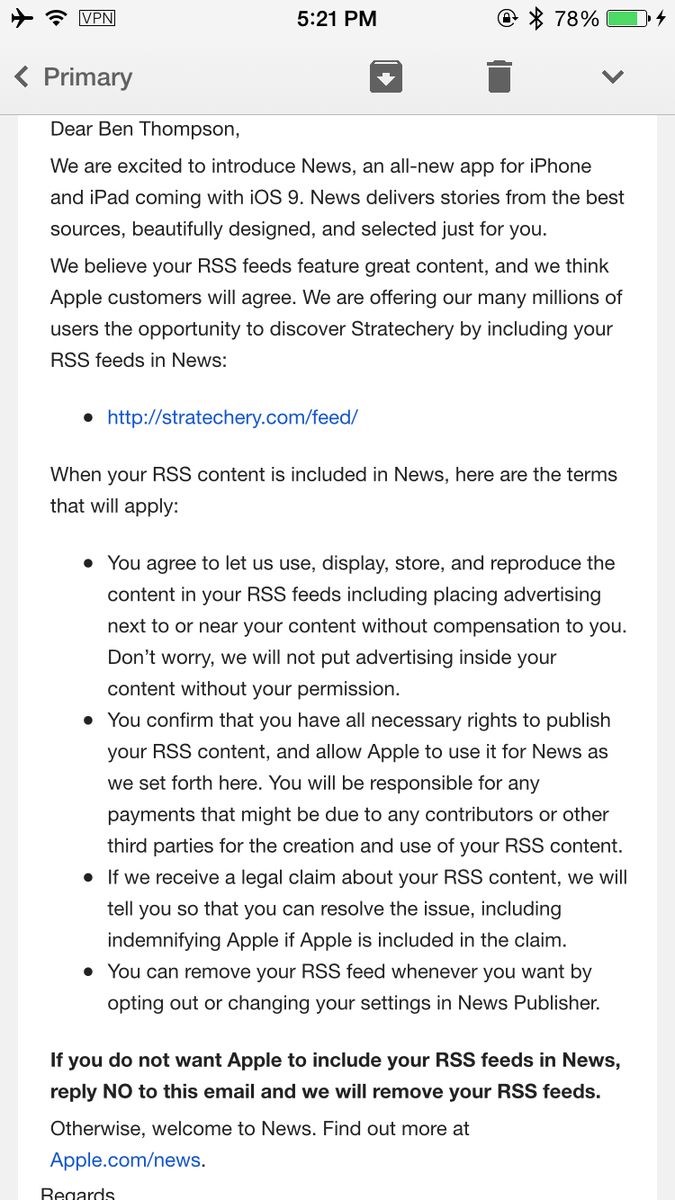 VPN 5:21 PM 78%
Primary
Dear Ben Thompson,
We are excited to introduce News, an all-new app for iPhone
and iPad coming with iOS 9. News delivers stories from the best
sources, beautifully designed, and selected just for you.
We believe your RSS feeds feature great content, and we think
Apple customers will agree. We are offering our many millions of
users the opportunity to discover Stratechery by including your
RSS feeds in News:
• http://stratechery.com/feed/
When your RSS content is included in News, here are the terms
that will apply:
• You agree to let us use, display, store, and reproduce the
content in your RSS feeds including placing advertising
next to or near your content without compensation to you.
Don’t worry, we will not put advertising inside your
content without your permission.
• You confirm that you have all necessary rights to publish
your RSS content, and allow Apple to use it for News as
we set forth here. You will be responsible for any
payments that might be due to any contributors or other
third parties for the creation and use of your RSS content.
• If we receive a legal claim about your RSS content, we will
tell you so that you can resolve the issue, including
indemnifying Apple if Apple is included in the claim.
• You can remove your RSS feed whenever you want by
opting out or changing your settings in News Publisher.
If you do not want Apple to include your RSS feeds in News,
reply NO to this email and we will remove your RSS feeds.
Otherwise, welcome to News. Find out more at
Apple.com/news.
Regards